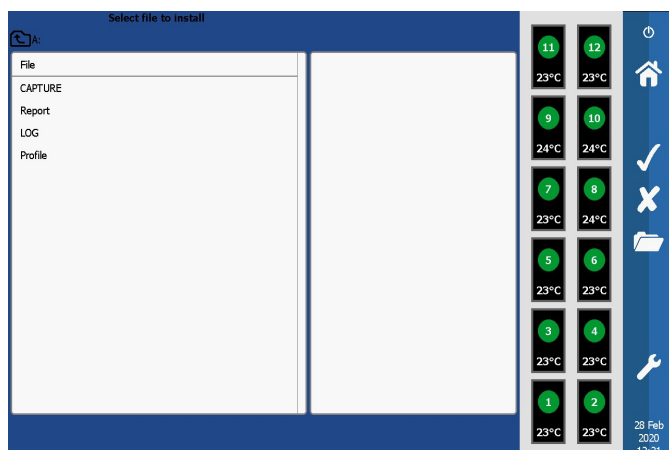 Select file to install
A:
File
CAPTURE
Report
LOG
Profile
11 12
23°C 23°C
9 10
24°C 24°C
7 8
23°C 24°C
5 6
23°C 23°C
3 4
23°C 23°C
1 2
23°C 23°C
28 Feb
2020